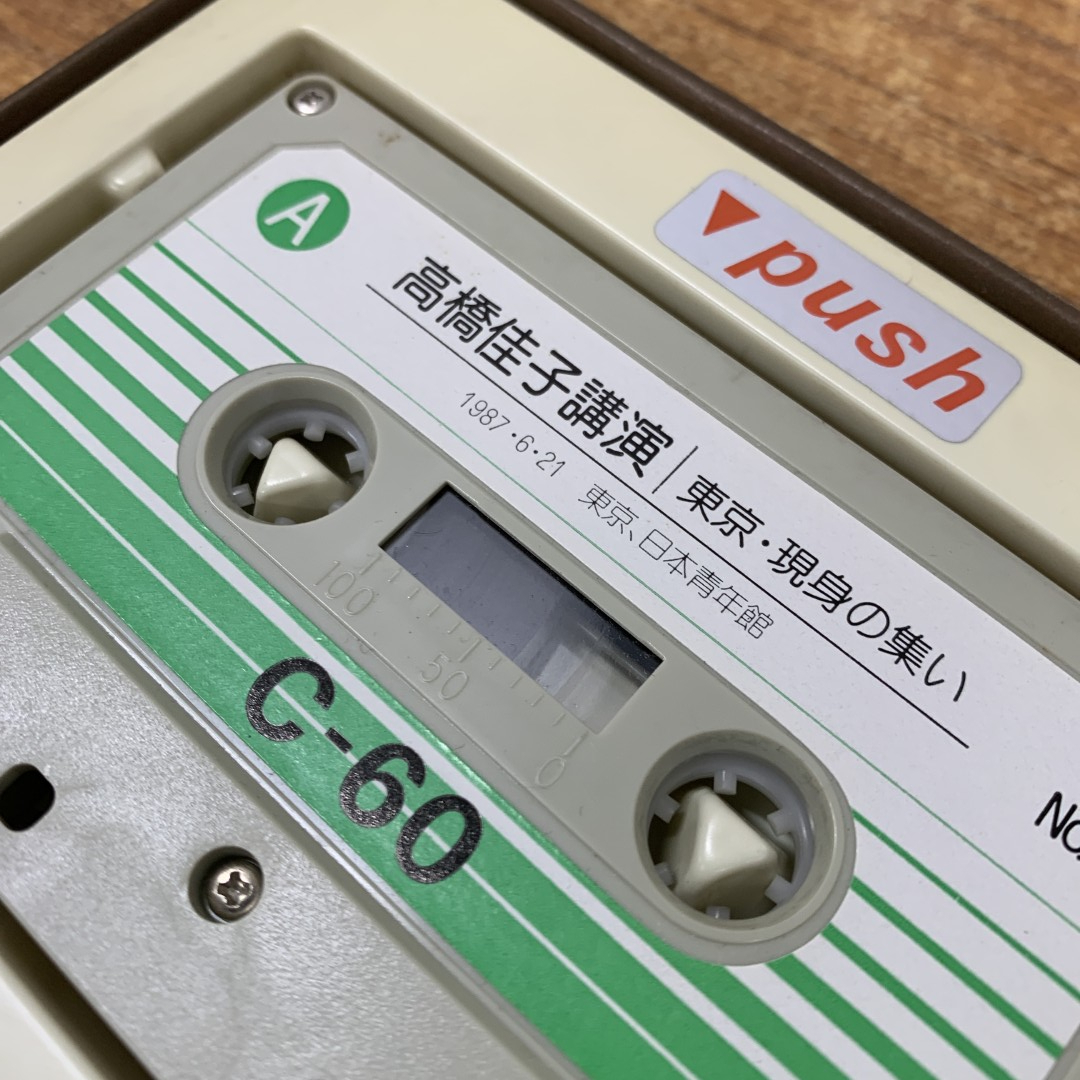 A
高橋佳子講演|東京・現身の集い
1987・6・21 東京、日本青年館
push
100
50
0
C-60
No.